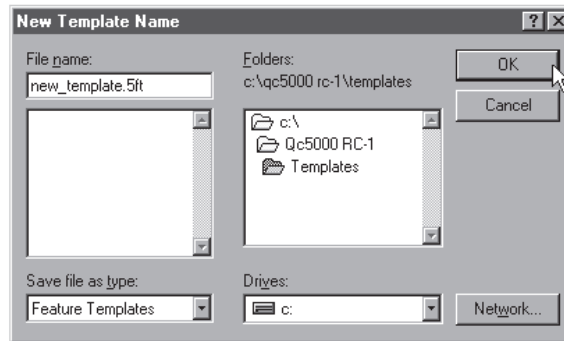 New Template Name
File name:
new_template.5ft
Folders:
c:\qc5000 rc-1\templates
c:\
Qc5000 RC-1
Templates
OK
Cancel
Save file as type:
Feature Templates
Drives:
c:
Network...